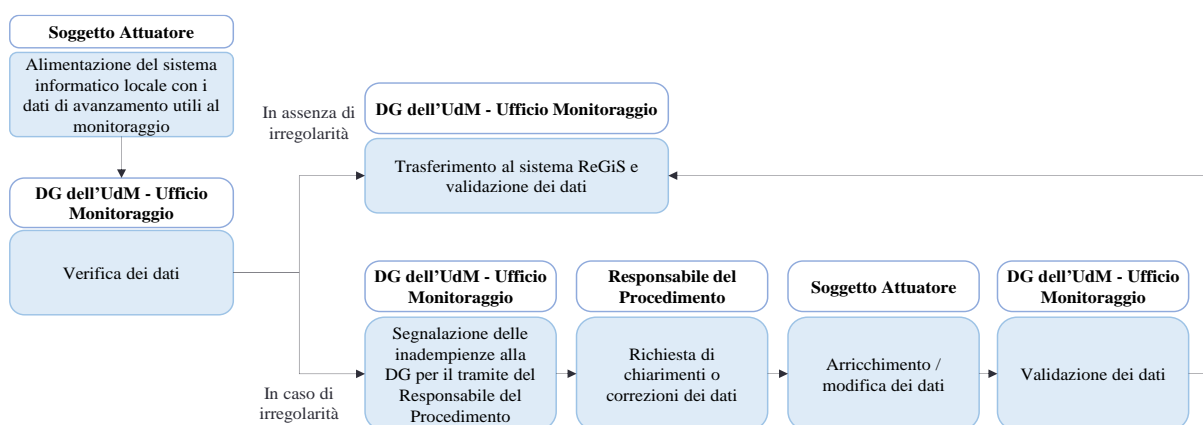 Soggetto Attuatore
Alimentazione del sistema
informatico locale con i
dati di avanzamento utili al
monitoraggio
DG dell'UdM - Ufficio
Monitoraggio
Verifica dei dati
In assenza di
irregolarità
DG dell'UdM - Ufficio Monitoraggio
Trasferimento al sistema ReGiS e
validazione dei dati
In caso di
irregolarità
DG dell'UdM - Ufficio
Monitoraggio
Segnalazione delle
inadempienze alla
DG per il tramite del
Responsabile del
Procedimento
Responsabile del
Procedimento
Richiesta di
chiarimenti o
correzioni dei dati
Soggetto Attuatore
Arricchimento /
modifica dei dati
DG dell'UdM - Ufficio
Monitoraggio
Validazione dei dati